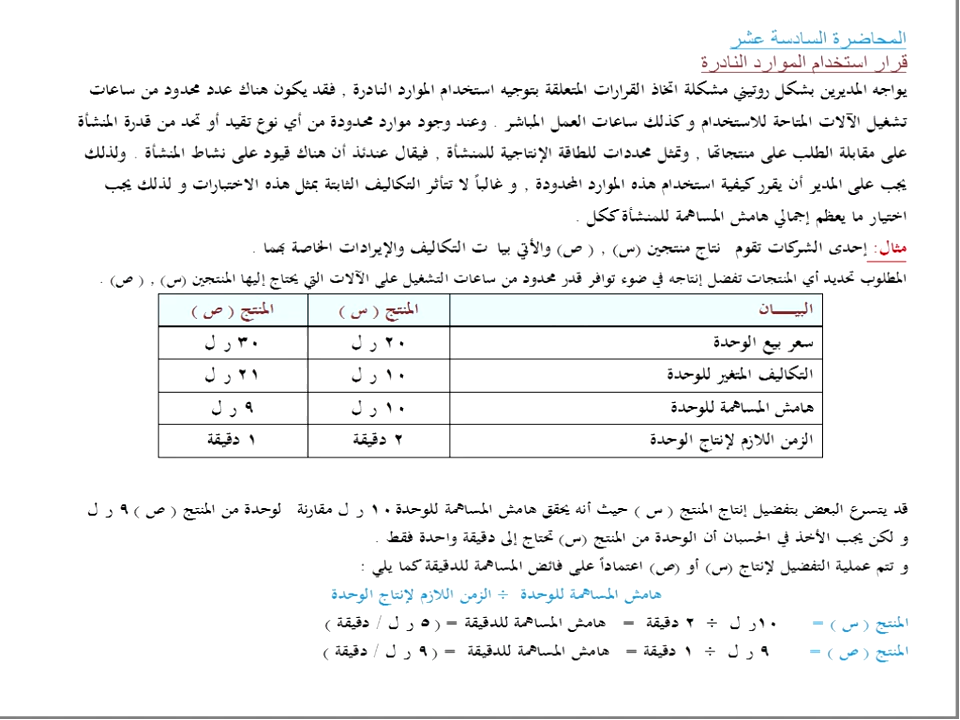 المحاضرة السادسة عشر
قرار استخدام الموارد النادرة
يواجه المديرين بشكل روتيني مشكلة اتخاذ القرارات المتعلقة بتوجيه استخدام الموارد النادرة , فقد يكون هناك عدد محدود من ساعات
تشغيل الآلات المتاحة للاستخدام وكذلك ساعات العمل المباشر . وعند وجود موارد محدودة من أي نوع تقيد أو تحد من قدرة المنشأة
على مقابلة الطلب على منتجاتها , وتمثل محددات للطاقة الإنتاجية للمنشأة , فيقال عندئذ أن هناك قيود على نشاط المنشأة . ولذلك
يجب على المدير أن يقرر كيفية استخدام هذه الموارد المحدودة , و غالباً لا تتأثر التكاليف الثابتة بمثل هذه الاختبارات و لذلك يجب
اختيار ما يعظم إجمالي هامش المساهمة للمنشأة ككل .
مثال: إحدى الشركات تقوم نتاج منتجين (س) , ( ص) والأتي بيا ت التكاليف والإيرادات الخاصة بهما .
المطلوب تحديد أي المنتجات تفضل إنتاجه في ضوء توافر قدر محدود من ساعات التشغيل على الآلات التي يحتاج إليها المنتجين (س) , ( ص) .
البيـــــان المنتج ( س ) المنتج ( ص )
سعر بيع الوحدة ٢٠ ر ل ٣٠ ر ل
التكاليف المتغير للوحدة ١٠ ر ل ٢١ ر ل
هامش المساهمة للوحدة ١٠ ر ل ٩ ر ل
الزمن اللازم لإنتاج الوحدة ٢ دقيقة ١ دقيقة
قد يتسرع البعض بتفضيل إنتاج المنتج ( س ) حيث أنه يحقق هامش المساهمة للوحدة ١٠ ر ل مقارنة لوحدة من المنتج ( ص ) ٩ ر ل
و لكن يجب الأخذ في الحسبان أن الوحدة من المنتج (س) تحتاج إلى دقيقة واحدة فقط .
و تتم عملية التفضيل لإنتاج (س) أو (ص) اعتماداً على فائض المساهمة للدقيقة كما يلي :
هامش المساهمة للوحدة ÷ الزمن اللازم لإنتاج الوحدة
المنتج ( س ) = ١٠ر ل ÷ ٢ دقيقة = هامش المساهمة للدقيقة = ( ٥ ر ل / دقيقة )
المنتج ( ص ) = ٩ ر ل ÷ ١ دقيقة = هامش المساهمة للدقيقة = ( ٩ ر ل / دقيقة )